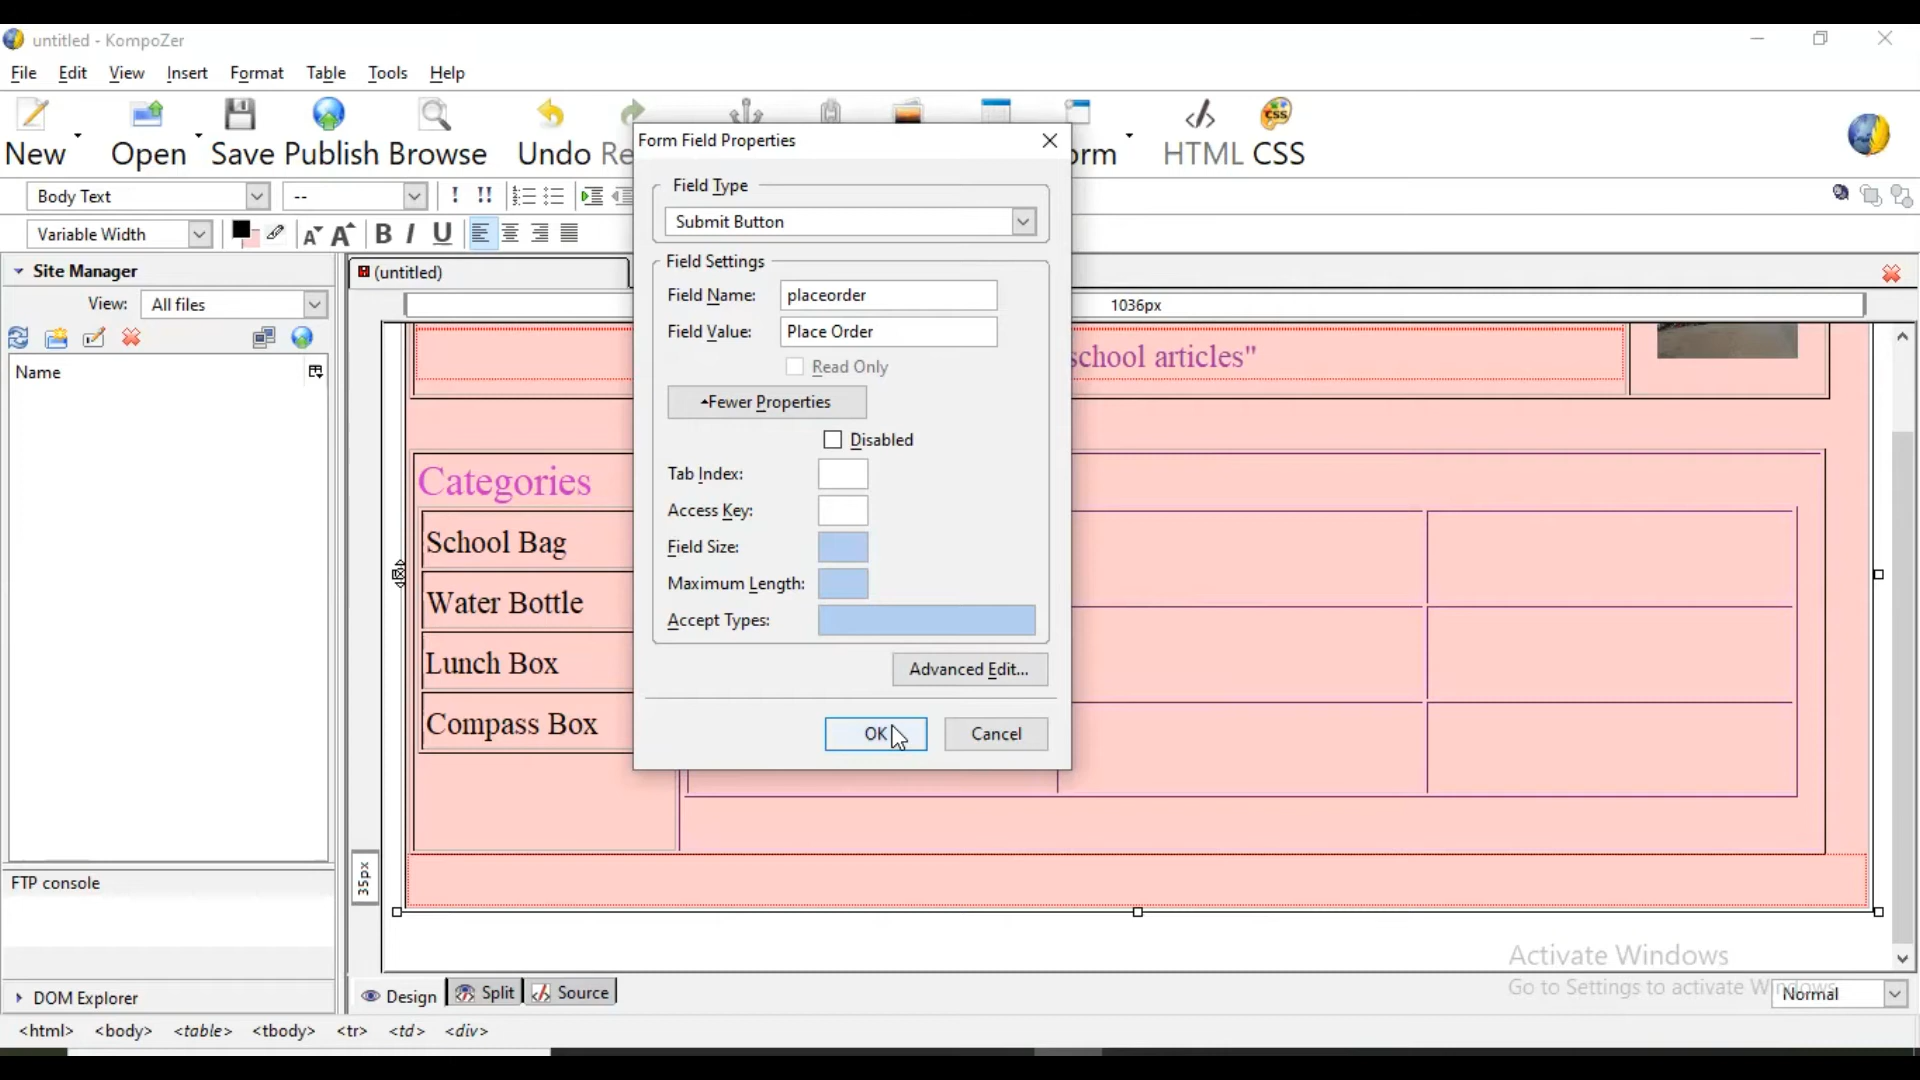 untitled - KompoZer
File Edit View Insert Format Table Tools Help
New Open Save Publish Browse Undo Re orm HTML CSS
Body Text -- ! !!
Variable Width A A B I U
Site Manager
View: All files
Name
FTP console
DOM Explorer
(untitled)
1036px
35px
school articles"
Categories
School Bag
Water Bottle
Lunch Box
Compass Box
Form Field Properties
Field Type
Submit Button
Field Settings
Field Name: placeorder
Field Value: Place Order
Read Only
Fewer Properties
Disabled
Tab Index:
Access Key:
Field Size:
Maximum Length:
Accept Types:
Advanced Edit...
OK Cancel
Activate Windows
Go to Settings to activate Windows.
Normal
Design Split Source
<html> <body> <table> <tbody> <tr> <td> <div>